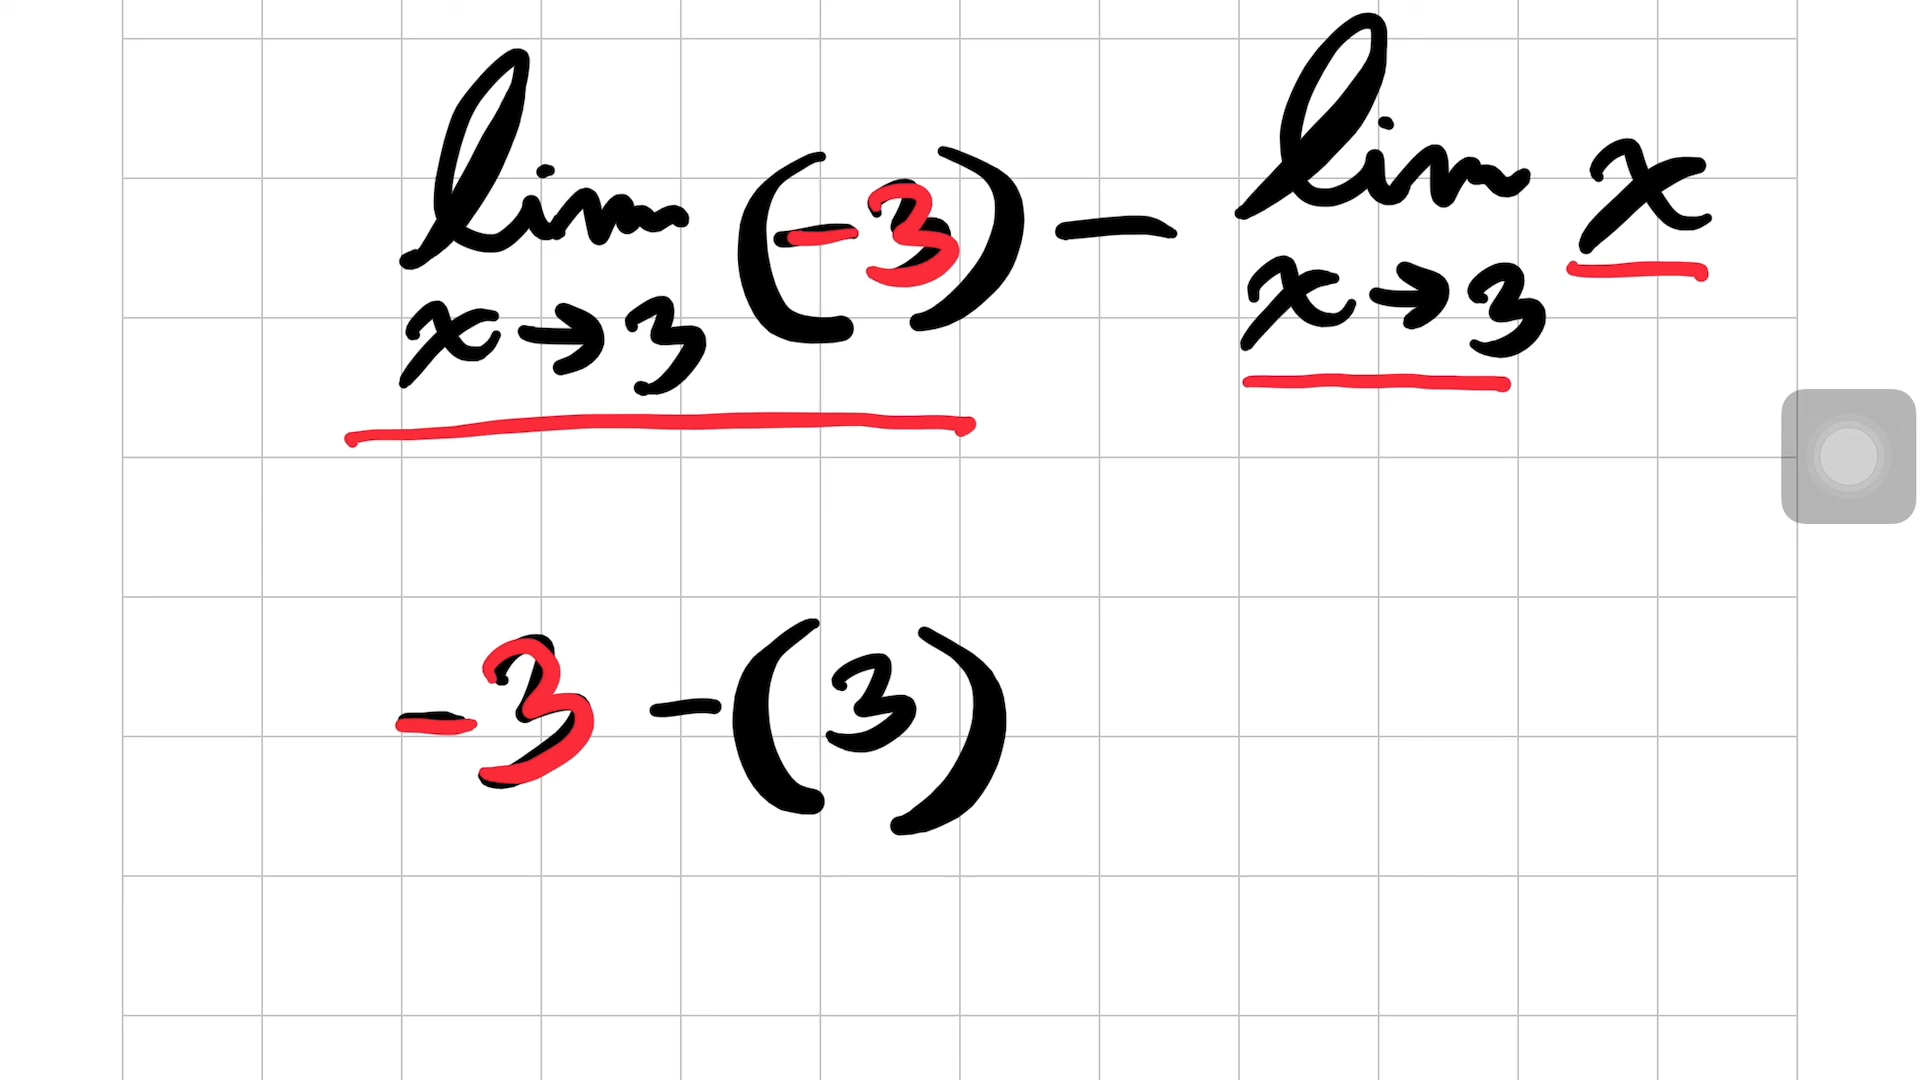 lim (-3) - lim x
x→3 x→3
-3 - (3)